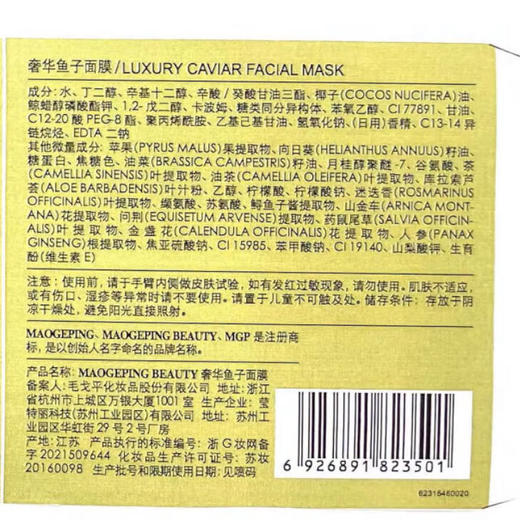 奢华鱼子面膜/LUXURY CAVIAR FACIAL MASK
成分:水、丁二醇、辛基十二醇、辛酸/癸酸甘油三酯、椰子(COCOS NUCIFERA)油、
鲸蜡醇磷酸酯钾、1,2-戊二醇、卡波姆、糖类同分异构体、苯氧乙醇、CI 77891、甘油、
C12-20 酸 PEG-8 酯、聚丙烯酰胺、乙基己基甘油、氢氧化钠、(日用)香精、C13-14 异
链烷烃、EDTA 二钠
其他微量成分:苹果(PYRUS MALUS)果提取物、向日葵(HELIANTHUS ANNUUS)籽油、
糖蛋白、焦糖色、油菜(BRASSICA CAMPESTRIS)籽油、月桂醇聚醚-7、谷氨酸、茶
(CAMELLIA SINENSIS)叶提取物、油茶(CAMELLIA OLEIFERA)叶提取物、库拉索芦
荟(ALOE BARBADENSIS)叶汁粉、乙醇、柠檬酸、柠檬酸钠、迷迭香(ROSMARINUS
OFFICINALIS)叶提取物、缬氨酸、苏氨酸、鲟鱼子酱提取物、山金车(ARNICA MONT-
ANA)花提取物、问荆(EQUISETUM ARVENSE)提取物、药鼠尾草(SALVIA OFFICIN-
ALIS)叶提取物、金盏花(CALENDULA OFFICINALIS)花提取物、人参(PANAX
GINSENG)根提取物、焦亚硫酸钠、CI 15985、苯甲酸钠、CI 19140、山梨酸钾、生育
酚(维生素 E)
注意:使用前,请于手臂内侧做皮肤试验,如有发红过敏现象,请勿使用。肌肤不适应,
或有伤口、湿疹等异常时请不要使用。请置于儿童不可触及处。储存条件:存放于阴
凉干燥处,避免阳光直接照射。
MAOGEPING、MAOGEPING BEAUTY、MGP 是注册商
标,是以创始人名字命名的品牌名称。
产品名称:MAOGEPING BEAUTY 奢华鱼子面膜
备案人:毛戈平化妆品股份有限公司 地址:浙江
省杭州市上城区万银大厦1001室 生产企业:莹
特丽科技(苏州工业园区)有限公司 地址:苏州工
业园区华虹街 29 号 2 号厂房
产地:江苏 产品执行的标准编号:浙 G 妆网备
字 2021509644 化妆品生产许可证编号:苏妆
20160098 生产批号和限期使用日期:见喷码
6 926891 823501
62315460020